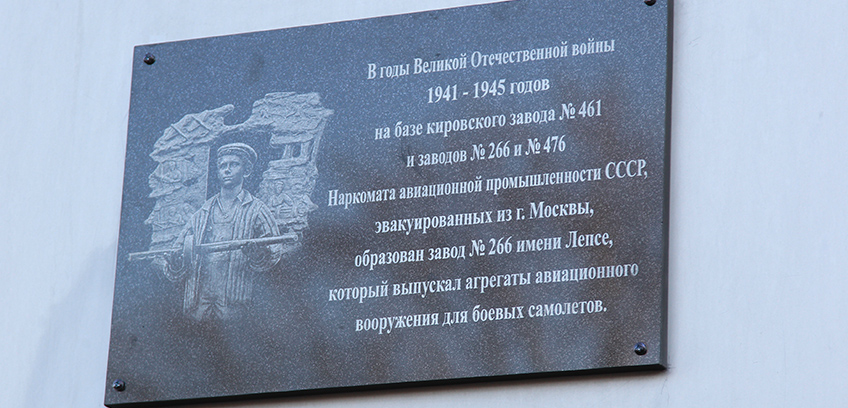 В годы Великой Отечественной войны
1941 - 1945 годов
на базе кировского завода № 461
и заводов № 266 и № 476
Наркомата авиационной промышленности СССР,
эвакуированных из г. Москвы,
образован завод № 266 имени Лепсе,
который выпускал агрегаты авиационного
вооружения для боевых самолетов.